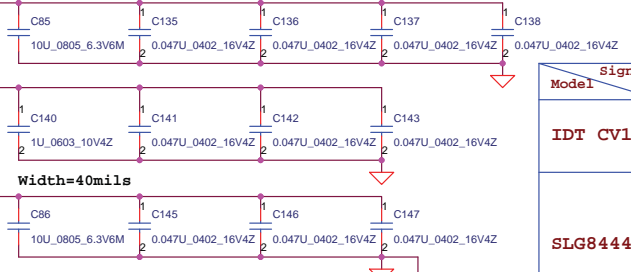 1 1 1 1
C85 C135 C136 C137 C138
10U_0805_6.3V6M 0.047U_0402_16V4Z 0.047U_0402_16V4Z 0.047U_0402_16V4Z 0.047U_0402_16V4Z
2 2 2 2
Model
1 1 1 1
C140 C141 C142 C143
1U_0603_10V4Z 0.047U_0402_16V4Z 0.047U_0402_16V4Z 0.047U_0402_16V4Z
2 2 2 2
IDT CV1
Width=40mils
1 1 1
C86 C145 C146 C147
10U_0805_6.3V6M 0.047U_0402_16V4Z 0.047U_0402_16V4Z 0.047U_0402_16V4Z
2 2 2
SLG8444